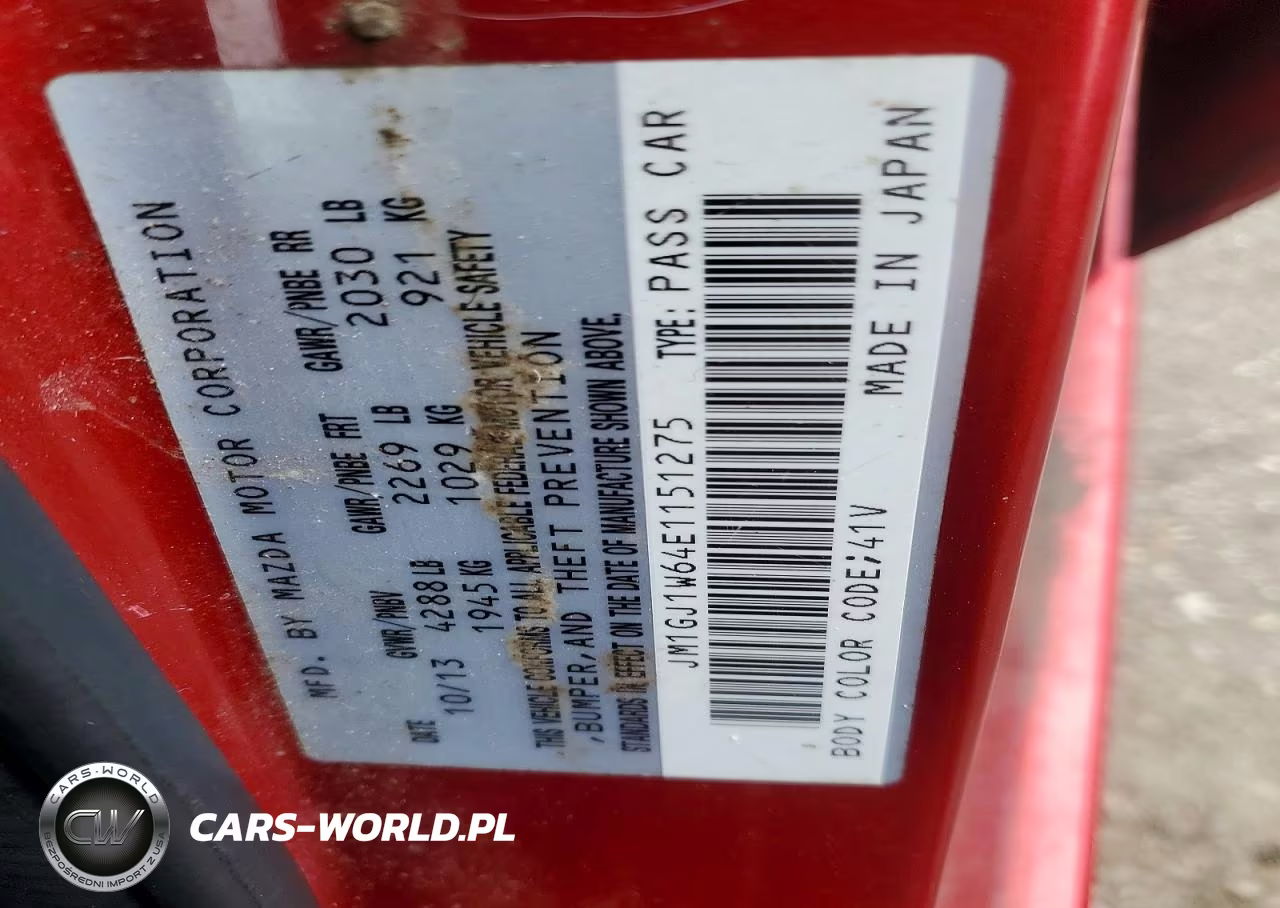 MFD. BY MAZDA MOTOR CORPORATION
DATE GVWR/PNBV GAWR/PNBE FRT GAWR/PNBE RR
10/13 4288 LB 2269 LB 2030 LB
1945 KG 1029 KG 921 KG
THIS VEHICLE CONFORMS TO ALL APPLICABLE FEDERAL MOTOR VEHICLE SAFETY
,BUMPER,AND THEFT PREVENTION
STANDARDS IN EFFECT ON THE DATE OF MANUFACTURE SHOWN ABOVE.
JM1GJ1W64E1151275 TYPE: PASS CAR
BODY COLOR CODE;41V MADE IN JAPAN
CARS-WORLD
CW
BEZPOŚREDNI IMPORT Z USA
CARS-WORLD.PL